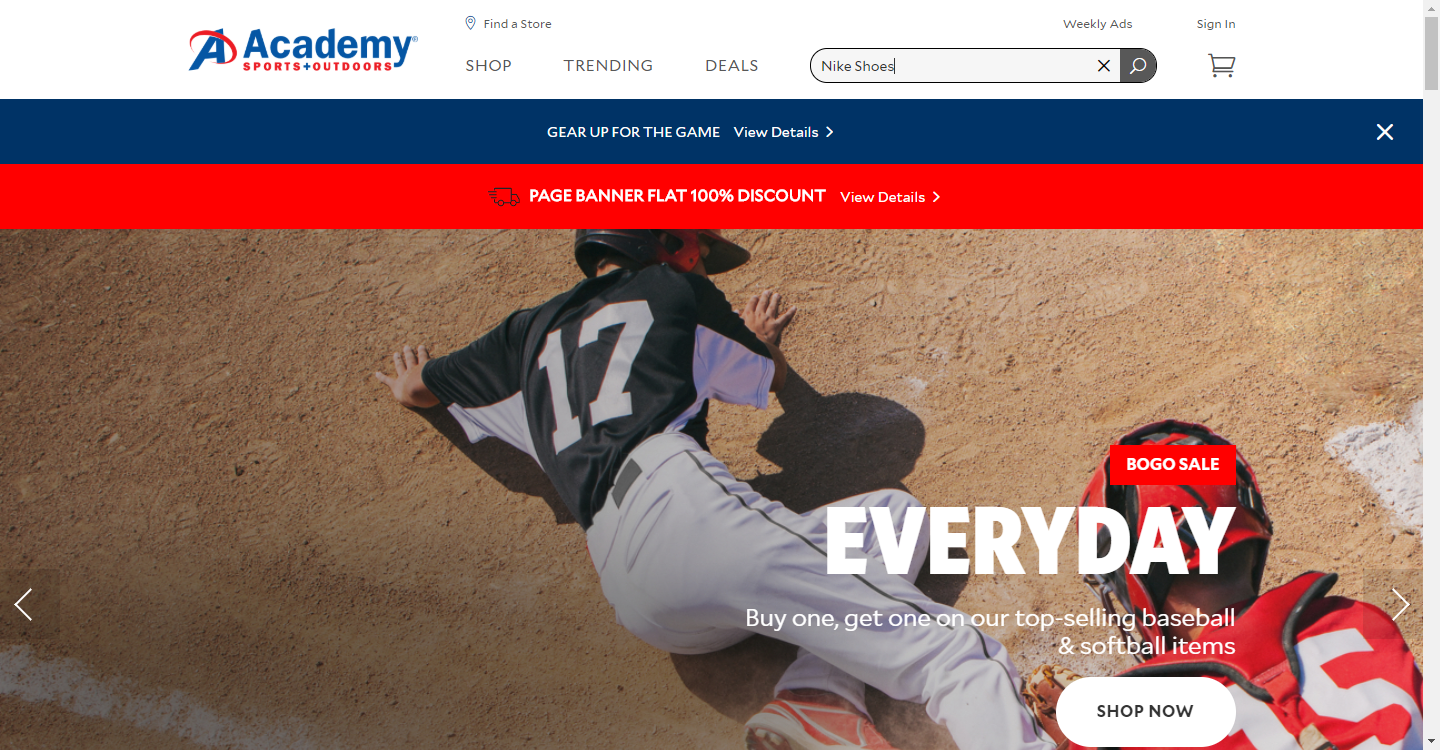 Find a Store
Weekly Ads
Sign In
Academy
SPORTS+OUTDOORS
SHOP
TRENDING
DEALS
Nike Shoes
GEAR UP FOR THE GAME View Details
PAGE BANNER FLAT 100% DISCOUNT View Details
17
BOGO SALE
EVERYDAY
Buy one, get one on our top-selling baseball
& softball items
SHOP NOW